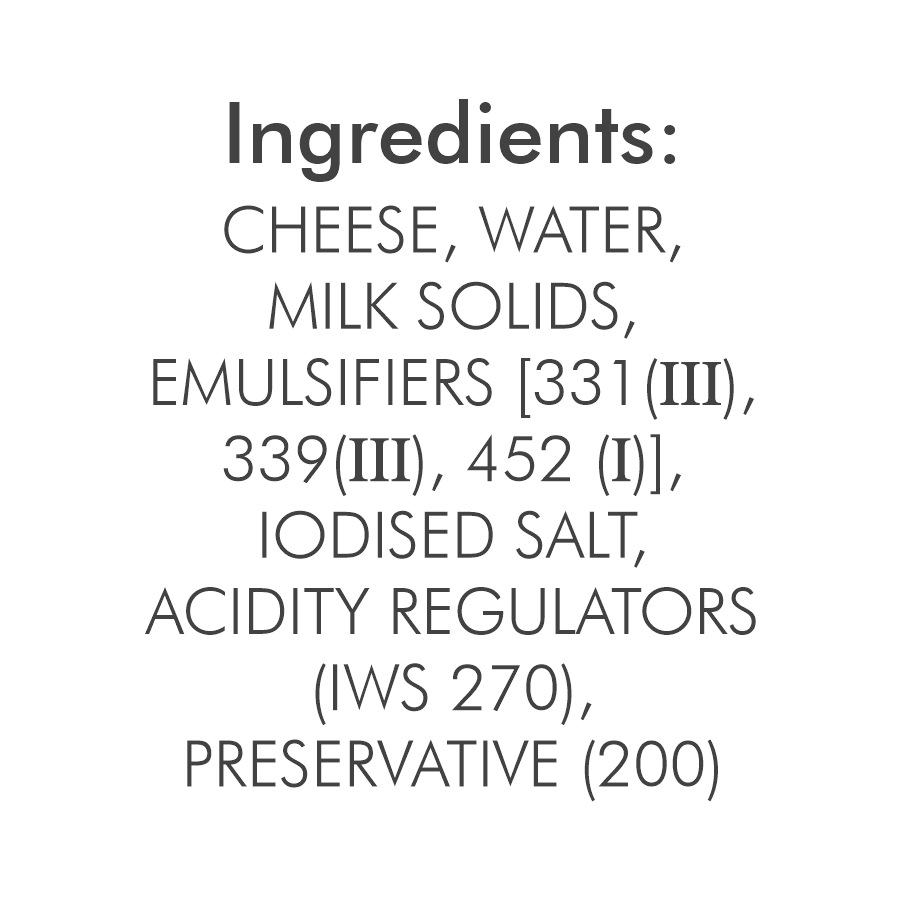 Ingredients:
CHEESE, WATER,
MILK SOLIDS,
EMULSIFIERS [331(III),
339(III), 452 (I)],
IODISED SALT,
ACIDITY REGULATORS
(IWS 270),
PRESERVATIVE (200)